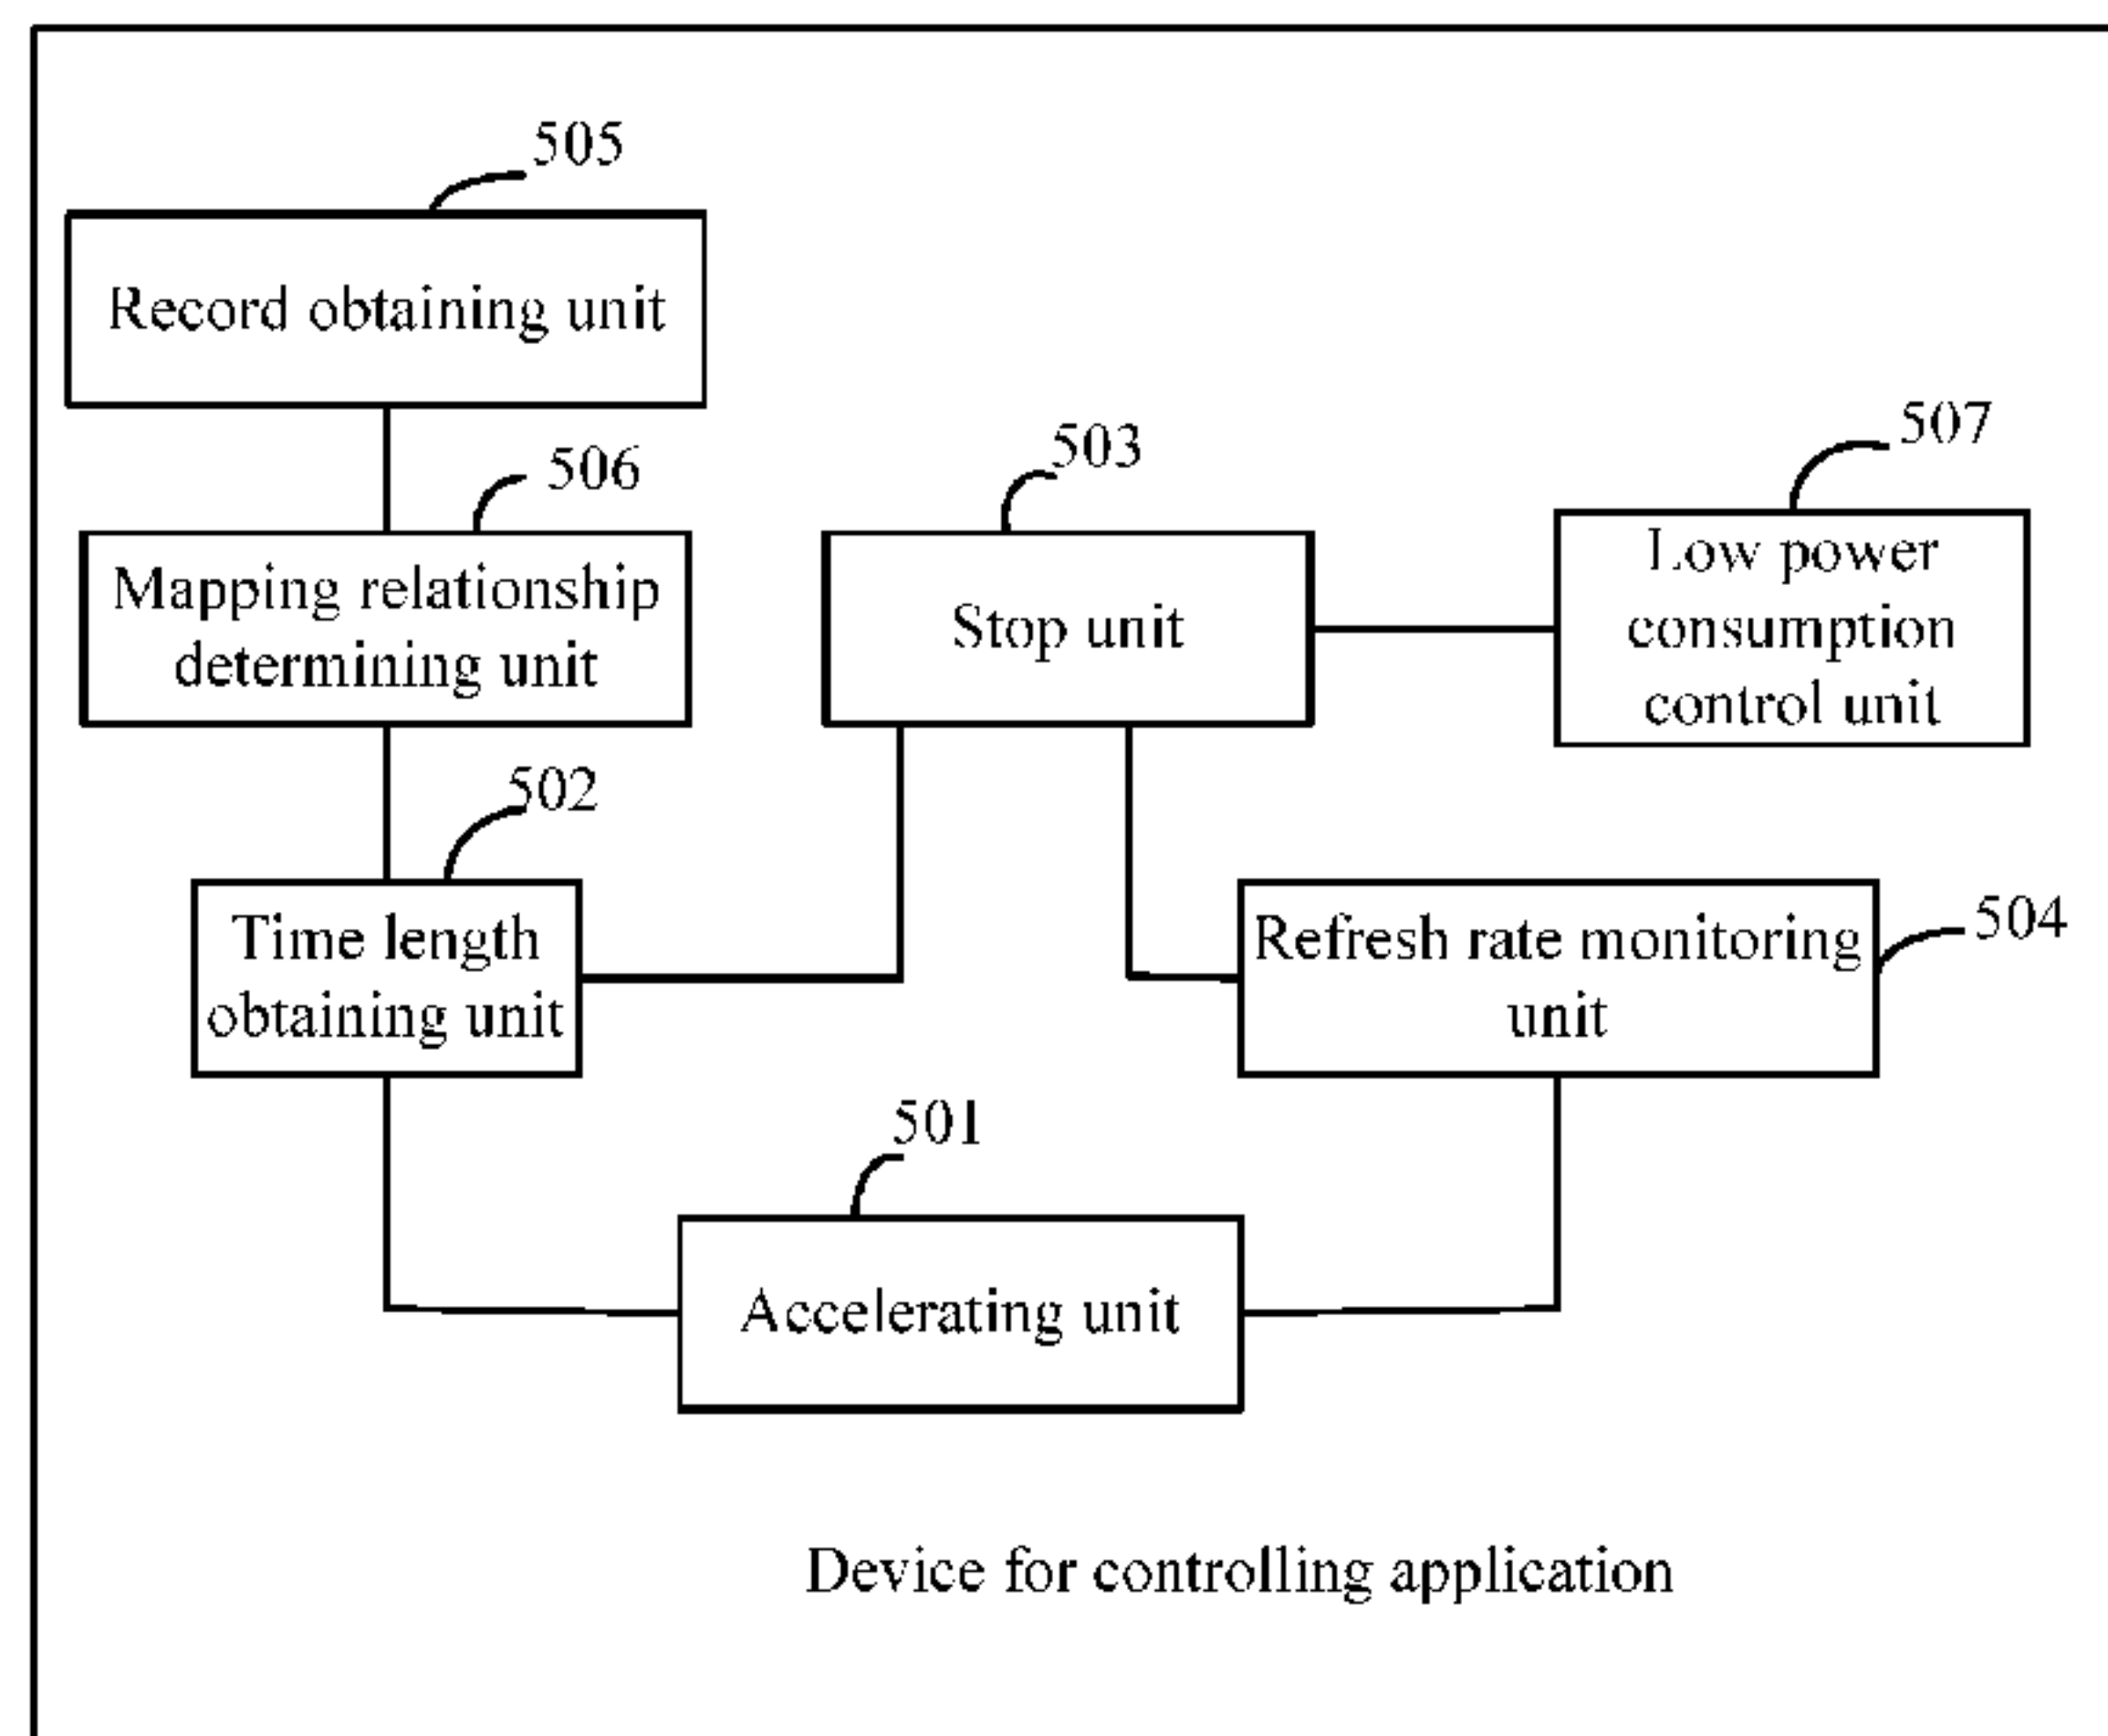 505
Record obtaining unit
506
Mapping relationship
determining unit
503
Stop unit
507
Low power
consumption
control unit
502
Time length
obtaining unit
Refresh rate monitoring
unit
504
501
Accelerating unit
Device for controlling application